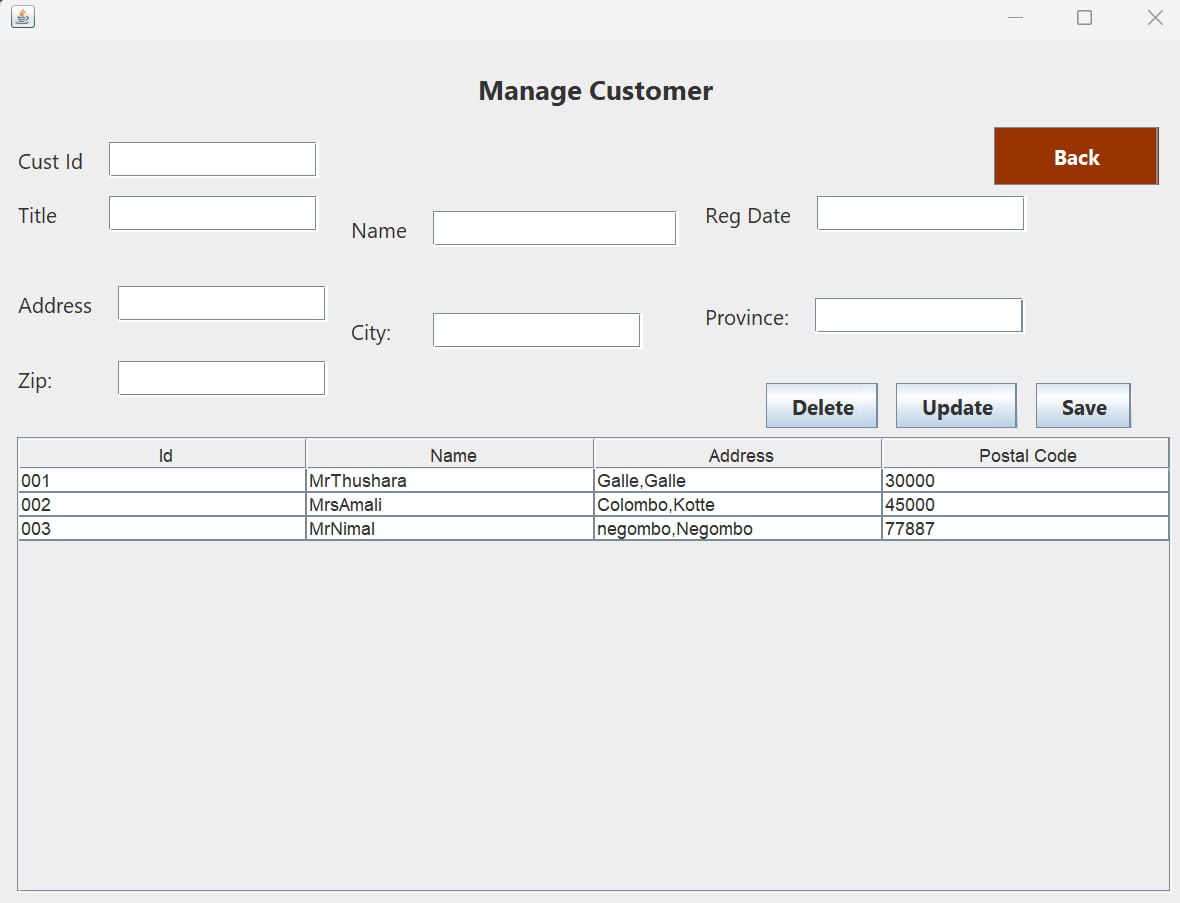 Manage Customer
Cust Id
Back
Title
Name
Reg Date
Address
City:
Province:
Zip:
Delete Update Save
Id Name Address Postal Code
001 MrThushara Galle,Galle 30000
002 MrsAmali Colombo,Kotte 45000
003 MrNimal negombo,Negombo 77887